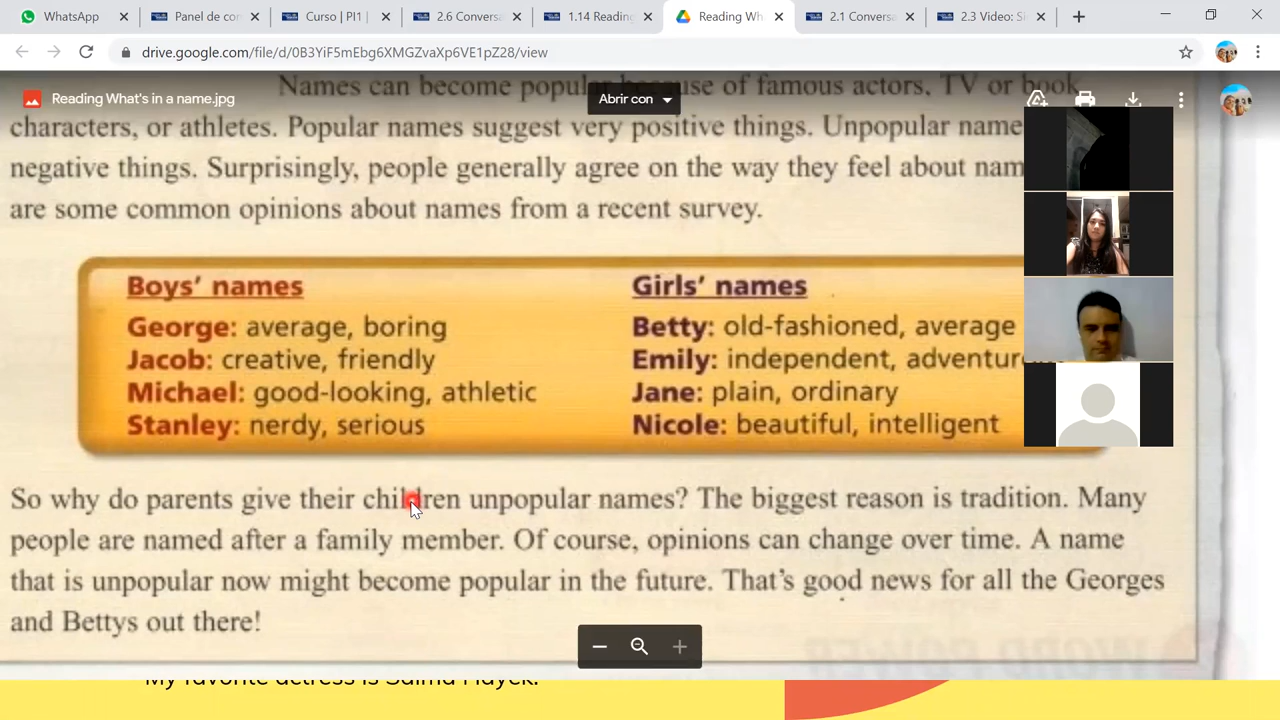 WhatsApp
Panel de co
Curso | PI1 |
2.6 Conversa
1.14 Reading
Reading Wh
2.1 Convers
2.3 Video: Si
drive.google.com/file/d/0B3YiF5mEbg6XMGZvaXp6VE1pZ28/view
Reading What's in a name.jpg
Abrir con
Names can become popular because of famous actors, TV or book
characters, or athletes. Popular names suggest very positive things. Unpopular name
negative things. Surprisingly, people generally agree on the way they feel about nam
are some common opinions about names from a recent survey.
Boys' names
George: average, boring
Jacob: creative, friendly
Michael: good-looking, athletic
Stanley: nerdy, serious
Girls' names
Betty: old-fashioned, average
Emily: independent, adventur
Jane: plain, ordinary
Nicole: beautiful, intelligent
So why do parents give their children unpopular names? The biggest reason is tradition. Many
people are named after a family member. Of course, opinions can change over time. A name
that is unpopular now might become popular in the future. That's good news for all the Georges
and Bettys out there!
My favorite actress is Salma Hayek.